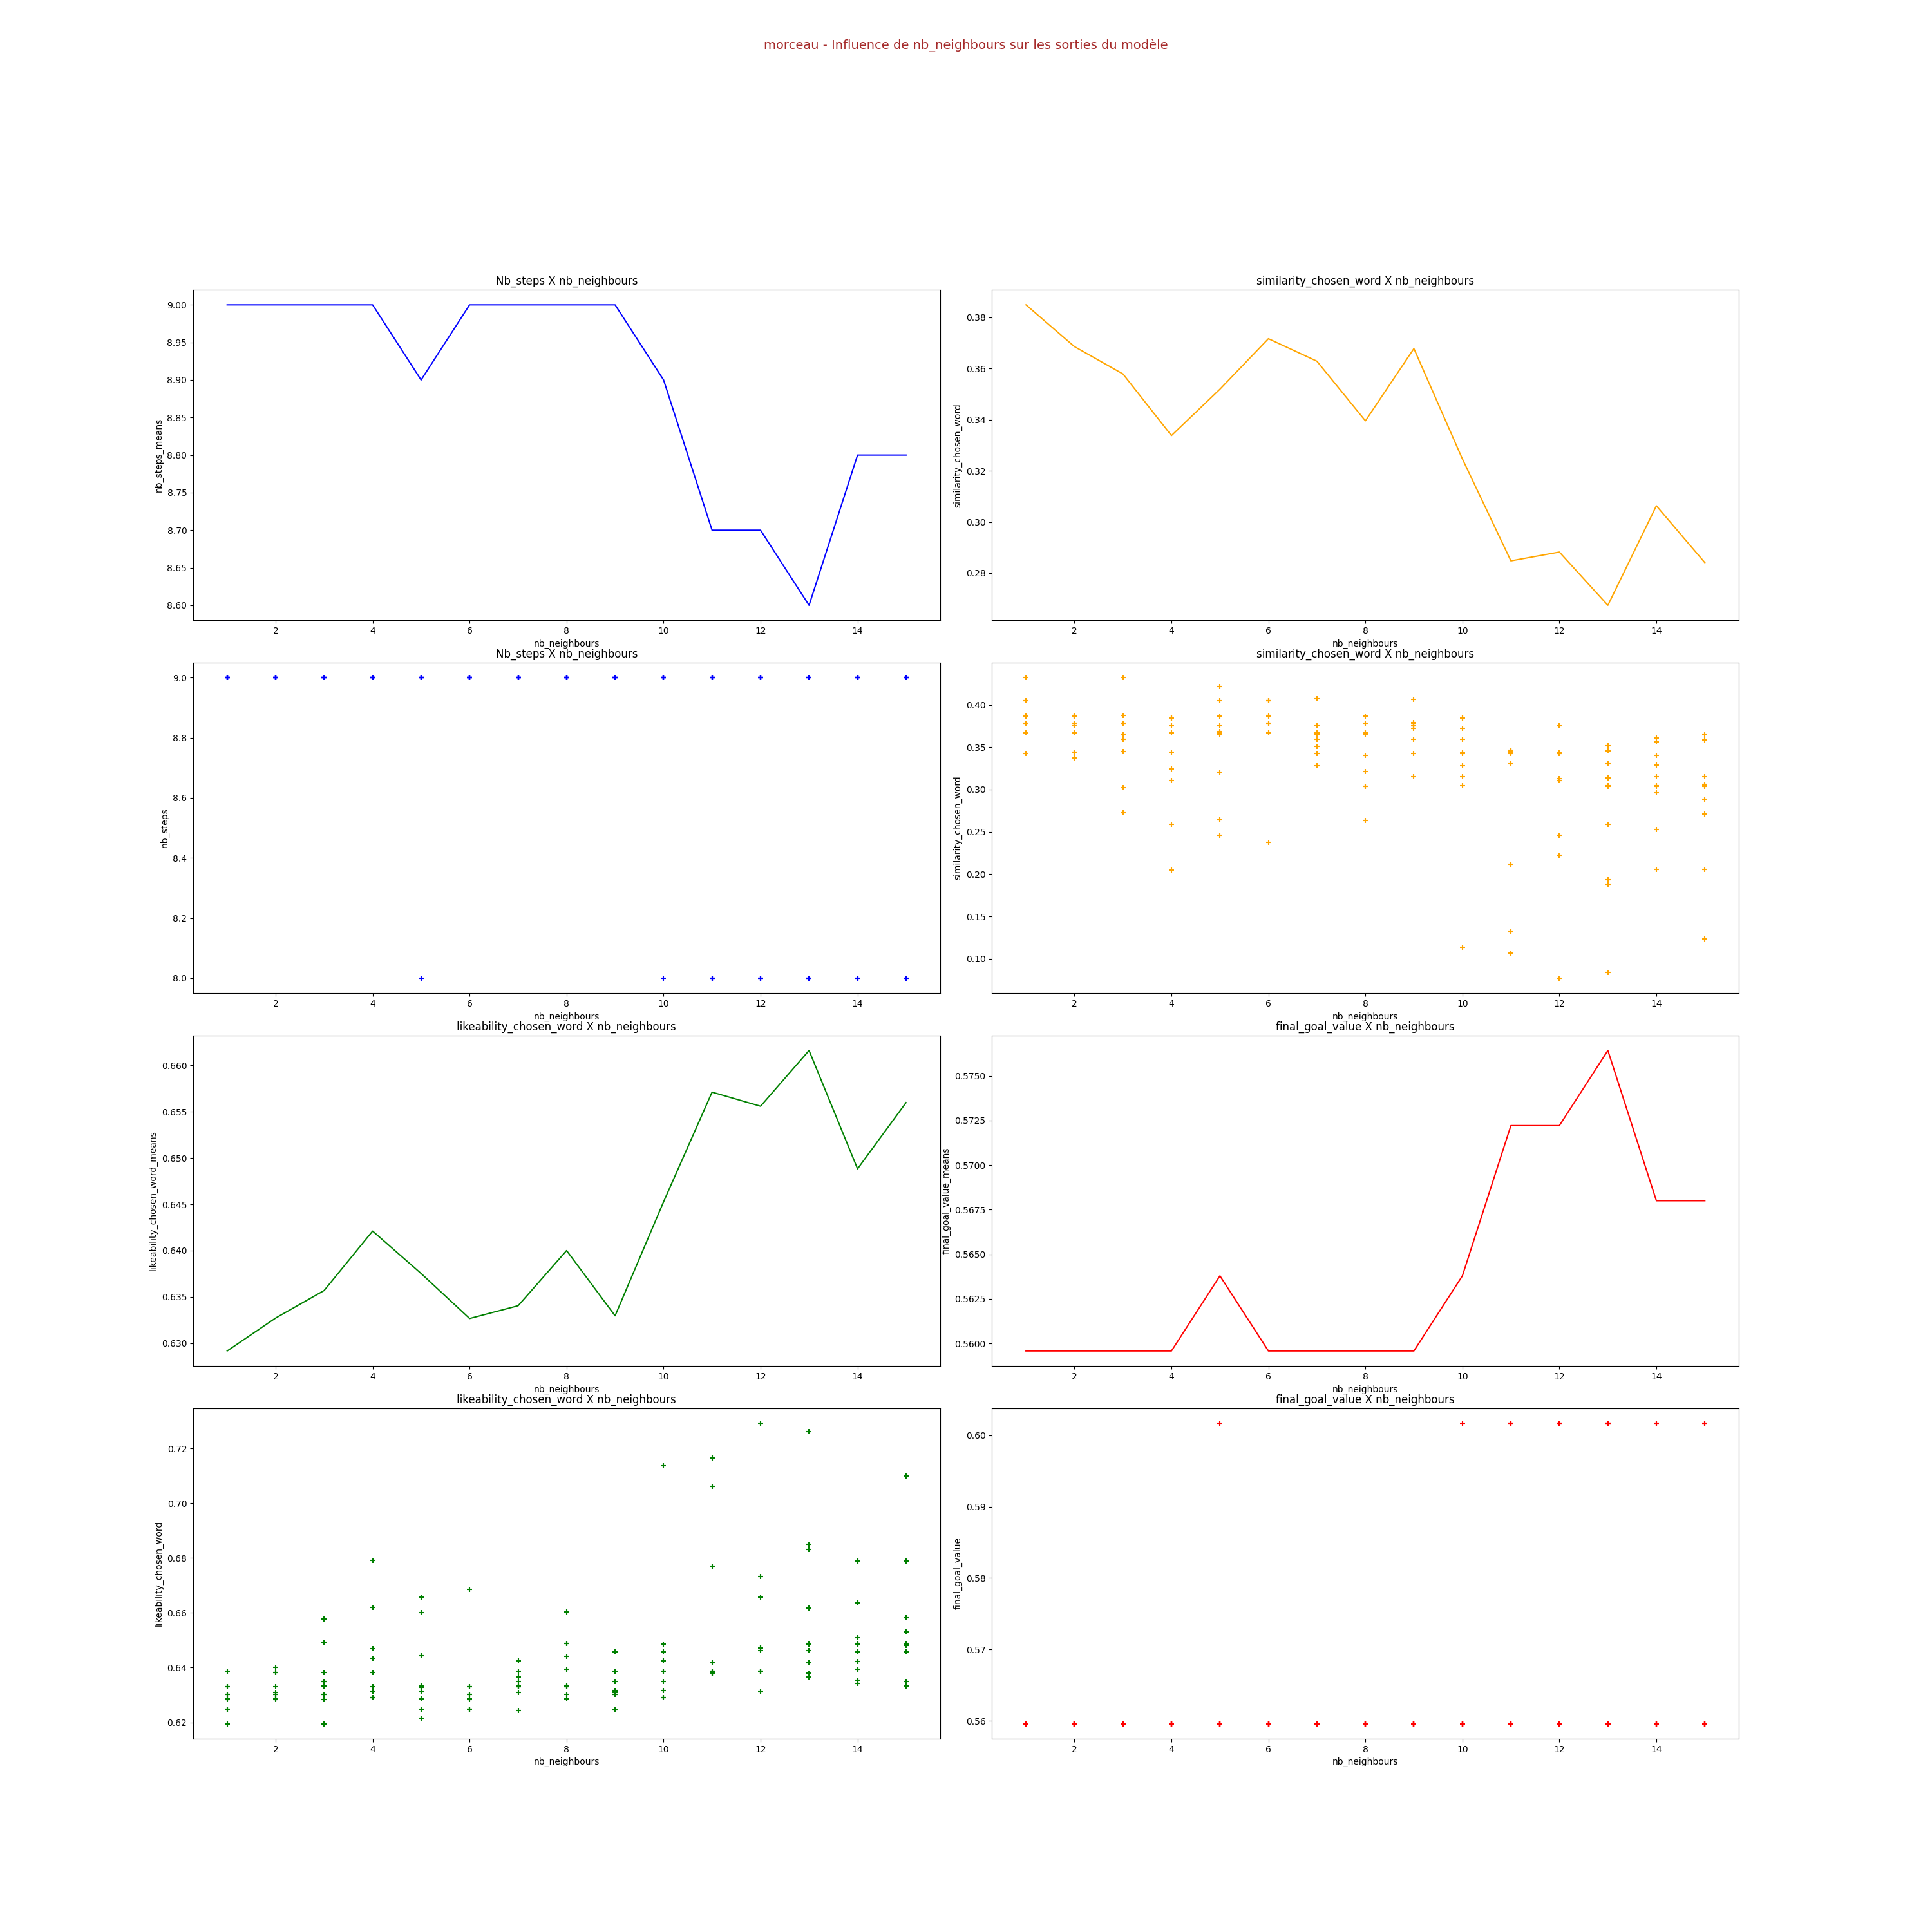 morceau - Influence de nb_neighbours sur les sorties du modèle
Nb_steps X nb_neighbours
9.00
8.95
8.90
8.85
8.80
8.75
8.70
8.65
8.60
nb_steps_means
2 4 6 8 10 12 14
nb_neighbours
similarity_chosen_word X nb_neighbours
0.38
0.36
0.34
0.32
0.30
0.28
similarity_chosen_word
2 4 6 8 10 12 14
nb_neighbours
Nb_steps X nb_neighbours
9.0
8.8
8.6
8.4
8.2
8.0
nb_steps
2 4 6 8 10 12 14
nb_neighbours
similarity_chosen_word X nb_neighbours
0.40
0.35
0.30
0.25
0.20
0.15
0.10
similarity_chosen_word
2 4 6 8 10 12 14
nb_neighbours
likeability_chosen_word X nb_neighbours
0.660
0.655
0.650
0.645
0.640
0.635
0.630
likeability_chosen_word_means
2 4 6 8 10 12 14
nb_neighbours
final_goal_value X nb_neighbours
0.5750
0.5725
0.5700
0.5675
0.5650
0.5625
0.5600
final_goal_value_means
2 4 6 8 10 12 14
nb_neighbours
likeability_chosen_word X nb_neighbours
0.72
0.70
0.68
0.66
0.64
0.62
likeability_chosen_word
2 4 6 8 10 12 14
nb_neighbours
final_goal_value X nb_neighbours
0.60
0.59
0.58
0.57
0.56
final_goal_value
2 4 6 8 10 12 14
nb_neighbours